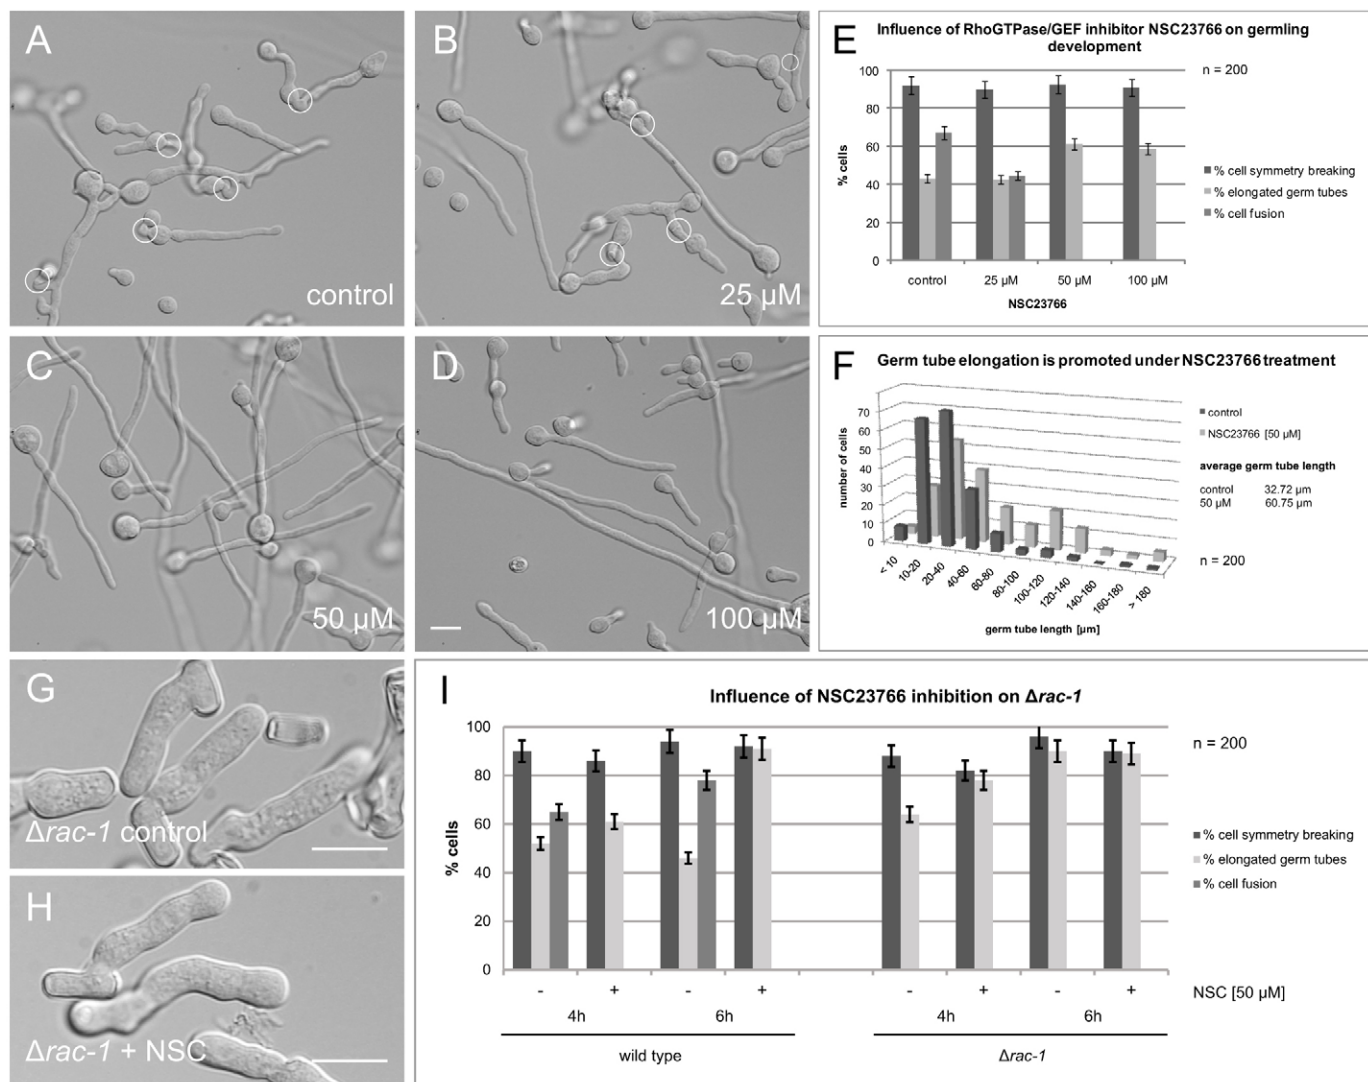 A
control
B
25 µM
C
50 µM
D
100 µM
E
Influence of RhoGTPase/GEF inhibitor NSC23766 on germling
development
n = 200
% cells
100
80
60
40
20
0
control
25 µM
50 µM
100 µM
NSC23766
% cell symmetry breaking
% elongated germ tubes
% cell fusion
F
Germ tube elongation is promoted under NSC23766 treatment
number of cells
70
60
50
40
30
20
10
0
< 10
10-20
20-40
40-60
60-80
80-100
100-120
120-140
140-160
160-180
> 180
germ tube length [µm]
control
NSC23766 [50 µM]
average germ tube length
control 32.72 µm
50 µM 60.75 µm
n = 200
G
Δrac-1 control
H
Δrac-1 + NSC
I
Influence of NSC23766 inhibition on Δrac-1
n = 200
% cells
100
80
60
40
20
0
% cell symmetry breaking
% elongated germ tubes
% cell fusion
- + - + - + - +
NSC [50 µM]
4h 6h 4h 6h
wild type Δrac-1